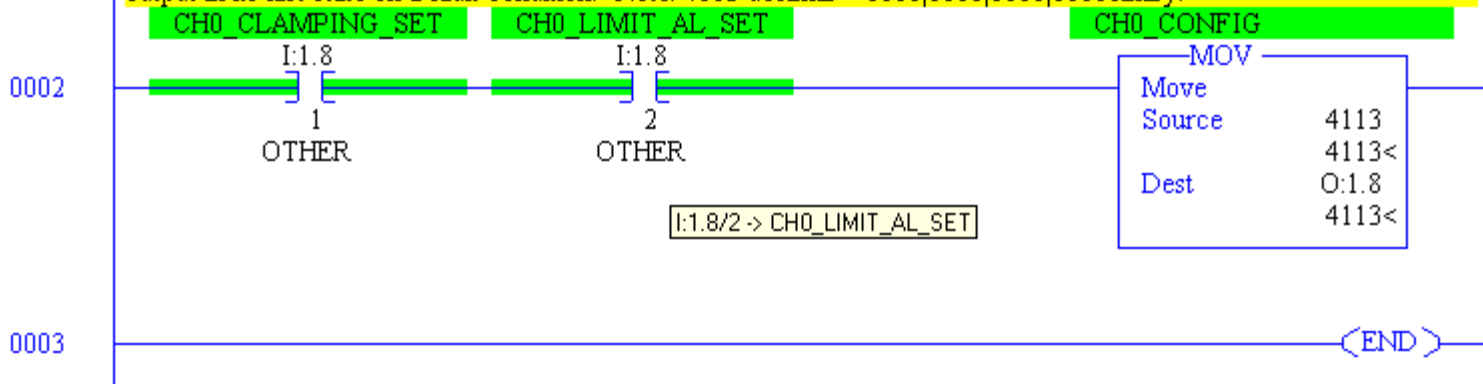 CH0_CLAMPING_SET CH0_LIMIT_AL_SET CH0_CONFIG
I:1.8 I:1.8 MOV
0002 Move
1 2 Source 4113
OTHER OTHER 4113<
Dest O:1.8
I:1.8/2 -> CH0_LIMIT_AL_SET 4113<
0003 END